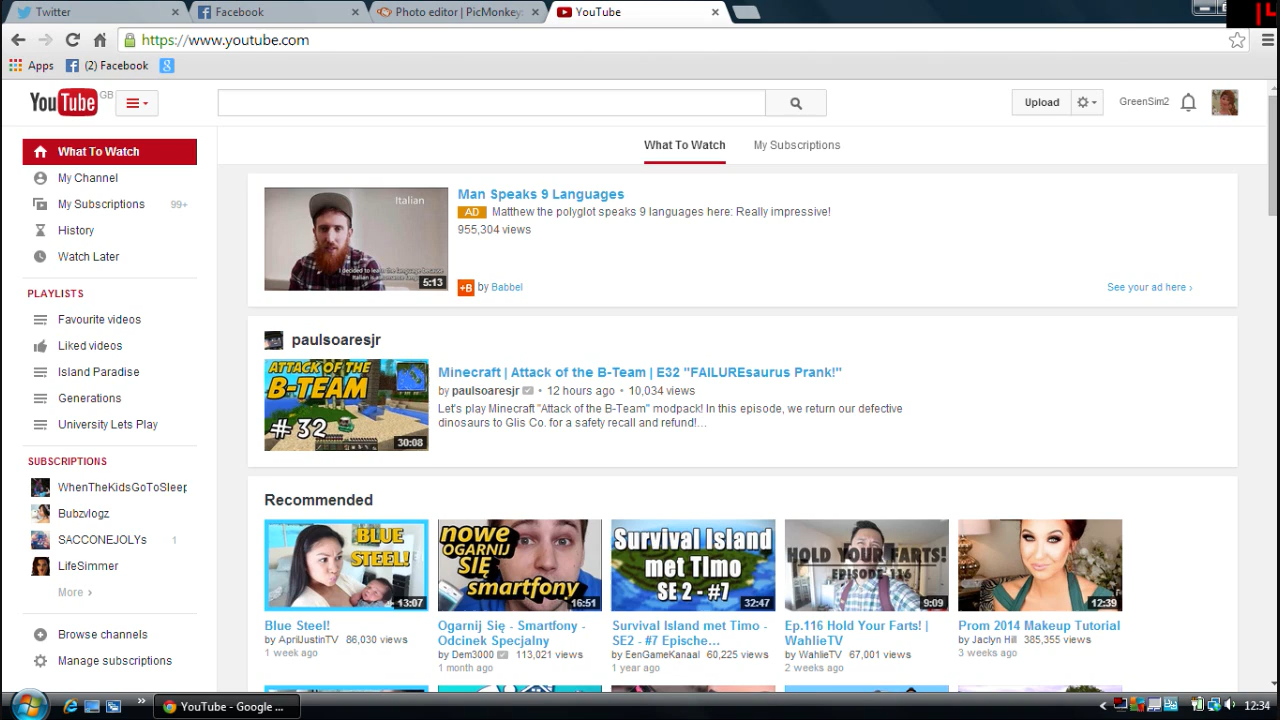 Twitter
Facebook
Photo editor | PicMonkey:
YouTube
https://www.youtube.com
Apps
(2) Facebook
YouTube GB
Upload
GreenSim2
What To Watch
My Channel
My Subscriptions 99+
History
Watch Later
PLAYLISTS
Favourite videos
Liked videos
Island Paradise
Generations
University Lets Play
SUBSCRIPTIONS
WhenTheKidsGoToSleep
Bubzvlogz
SACCONEJOLYs 1
LifeSimmer
More ›
Browse channels
Manage subscriptions
What To Watch
My Subscriptions
Italian
5:13
Man Speaks 9 Languages
AD Matthew the polyglot speaks 9 languages here: Really impressive!
955,304 views
+B by Babbel
See your ad here ›
paulsoaresjr
ATTACK OF THE
B-TEAM
# 32
30:08
Minecraft | Attack of the B-Team | E32 "FAILUREsaurus Prank!"
by paulsoaresjr • 12 hours ago • 10,034 views
Let's play Minecraft "Attack of the B-Team" modpack! In this episode, we return our defective
dinosaurs to Glis Co. for a safety recall and refund!...
Recommended
BLUE
STEEL!
13:07
Blue Steel!
by AprilJustinTV 86,030 views
1 week ago
nowe
OGARNIJ
SIĘ
smartfony
16:51
Ogarnij Się - Smartfony -
Odcinek Specjalny
by Dem3000 113,021 views
1 month ago
Survival Island
met Timo
SE 2 - #7
32:47
Survival Island met Timo -
SE2 - #7 Epische...
by EenGameKanaal 60,225 views
1 year ago
HOLD YOUR FARTS!
EPISODE 116
9:09
Ep.116 Hold Your Farts! |
WahlieTV
by WahlieTV 67,001 views
2 weeks ago
12:39
Prom 2014 Makeup Tutorial
by Jaclyn Hill 385,355 views
3 weeks ago
YouTube - Google ...
12:34